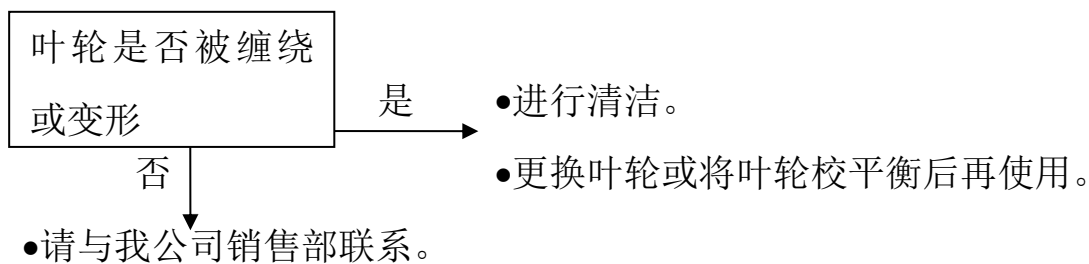 叶轮是否被缠绕
或变形
是
•进行清洁。
否
•更换叶轮或将叶轮校平衡后再使用。
•请与我公司销售部联系。